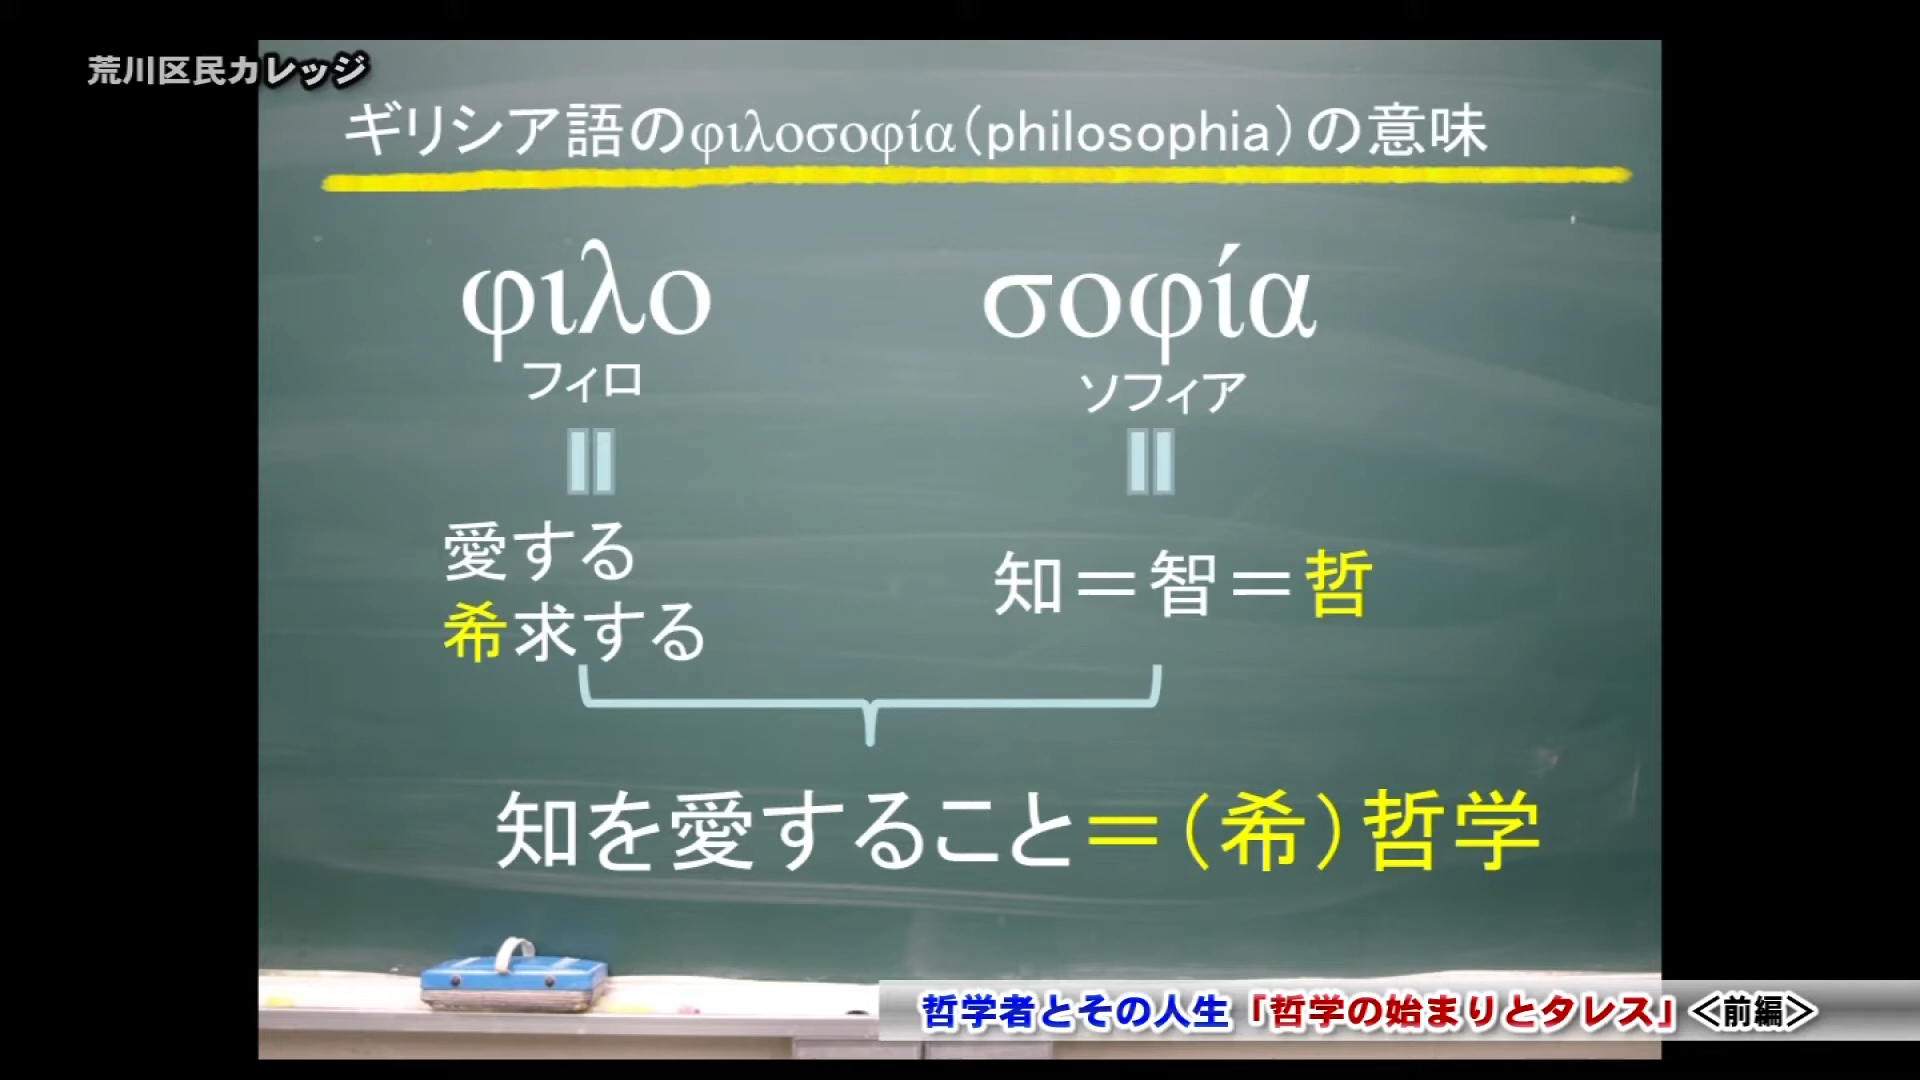 荒川区民カレッジ
ギリシア語のφιλοσοφία（philosophia）の意味
φιλο
σοφία
フィロ
ソフィア
愛する
希求する
知＝智＝哲
知を愛すること＝（希）哲学
哲学者とその人生「哲学の始まりとタレス」＜前編＞